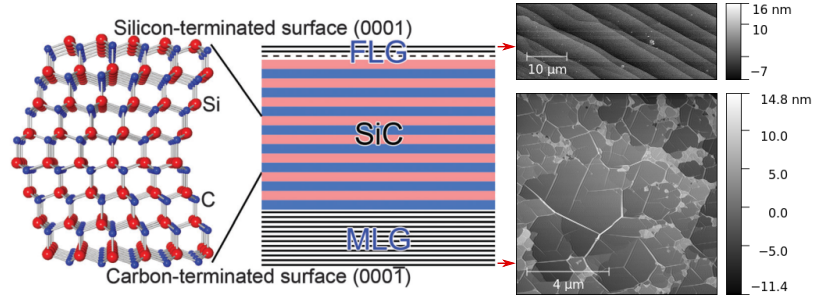 Silicon-terminated surface (0001)
FLG
Si
SiC
C
MLG
Carbon-terminated surface (0001̅)
16 nm
−7
10 µm
14.8 nm
10.0
5.0
0.0
−5.0
−11.4
4 µm